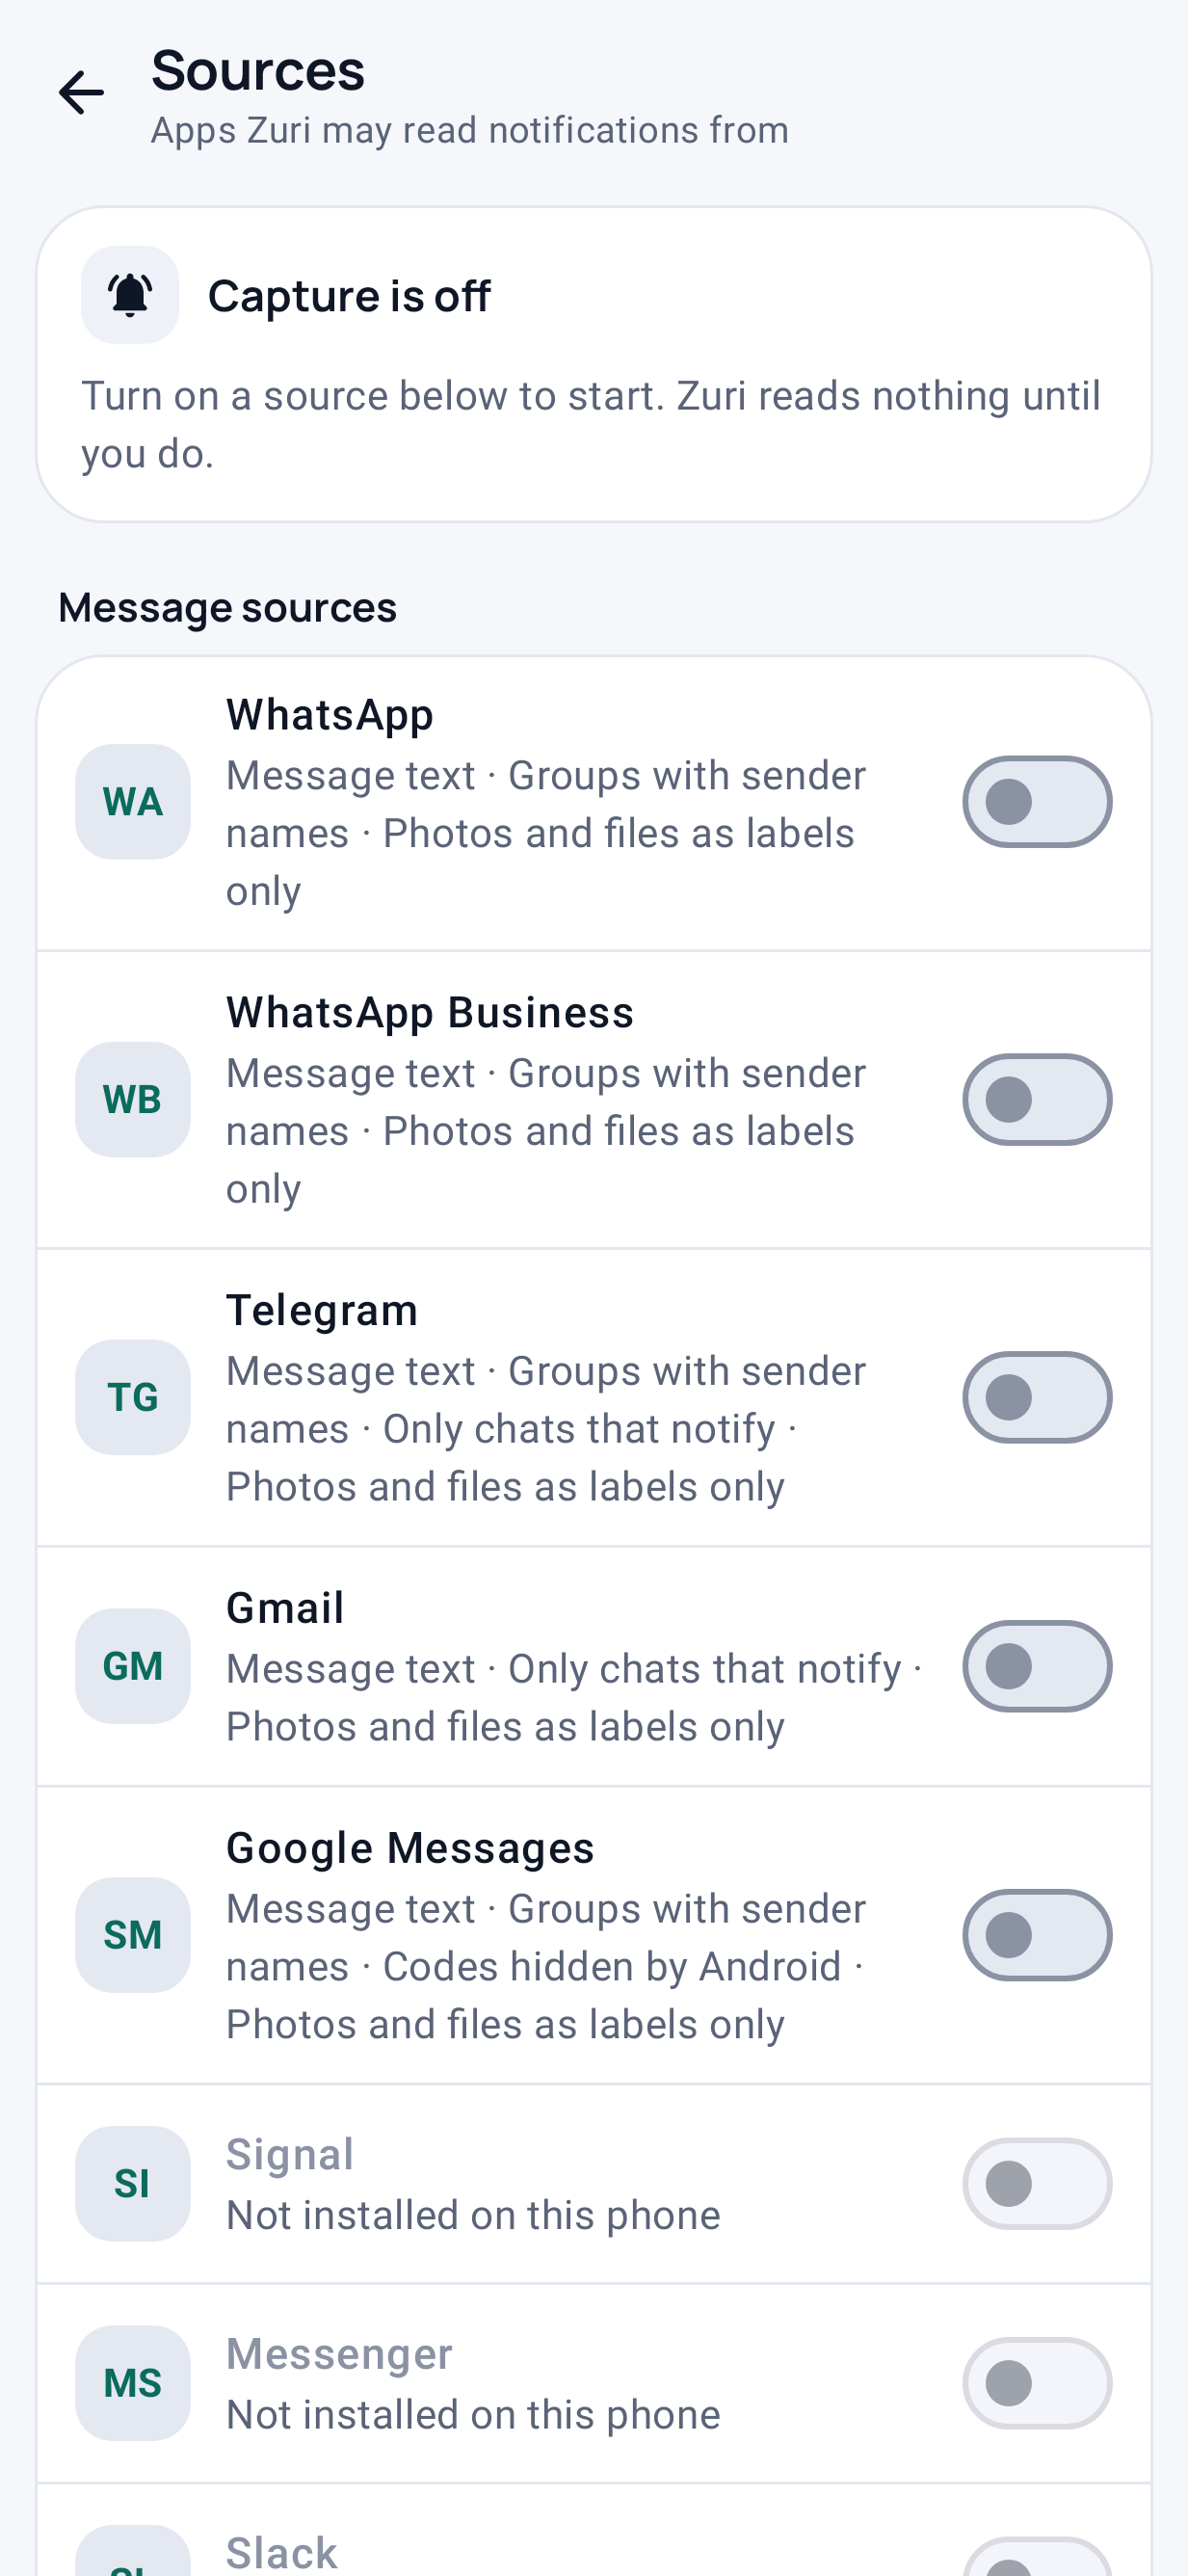 Sources
Apps Zuri may read notifications from
Capture is off
Turn on a source below to start. Zuri reads nothing until
you do.
Message sources
WhatsApp
WA
Message text · Groups with sender
names · Photos and files as labels
only
WhatsApp Business
WB
Message text · Groups with sender
names · Photos and files as labels
only
Telegram
TG
Message text · Groups with sender
names · Only chats that notify ·
Photos and files as labels only
Gmail
GM
Message text · Only chats that notify ·
Photos and files as labels only
Google Messages
SM
Message text · Groups with sender
names · Codes hidden by Android ·
Photos and files as labels only
Signal
SI
Not installed on this phone
Messenger
MS
Not installed on this phone
Slack